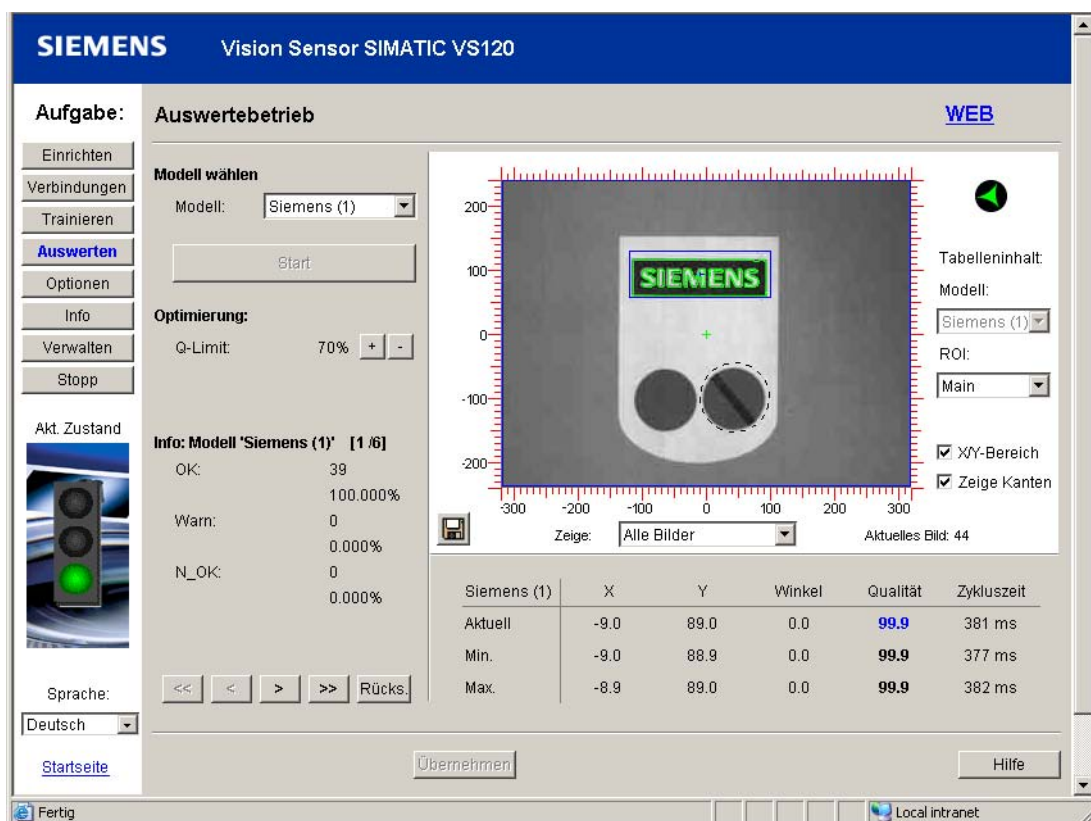 SIEMENS Vision Sensor SIMATIC VS120
Aufgabe:
Einrichten
Verbindungen
Trainieren
Auswerten
Optionen
Info
Verwalten
Stopp
Akt. Zustand
Sprache:
Deutsch
Startseite
Auswertebetrieb WEB
Modell wählen
Modell: Siemens (1)
Start
Optimierung:
Q-Limit: 70% + -
Info: Modell 'Siemens (1)' [1 /6]
OK: 39
100.000%
Warn: 0
0.000%
N_OK: 0
0.000%
<< < > >> Rücks.
200
100
0
-100
-200
-300 -200 -100 0 100 200 300
SIEMENS
Tabelleninhalt:
Modell:
Siemens (1)
ROI:
Main
X/Y-Bereich
Zeige Kanten
Zeige: Alle Bilder Aktuelles Bild: 44
Siemens (1) X Y Winkel Qualität Zykluszeit
Aktuell -9.0 89.0 0.0 99.9 381 ms
Min. -9.0 88.9 0.0 99.9 377 ms
Max. -8.9 89.0 0.0 99.9 382 ms
Übernehmen Hilfe
Fertig Local intranet